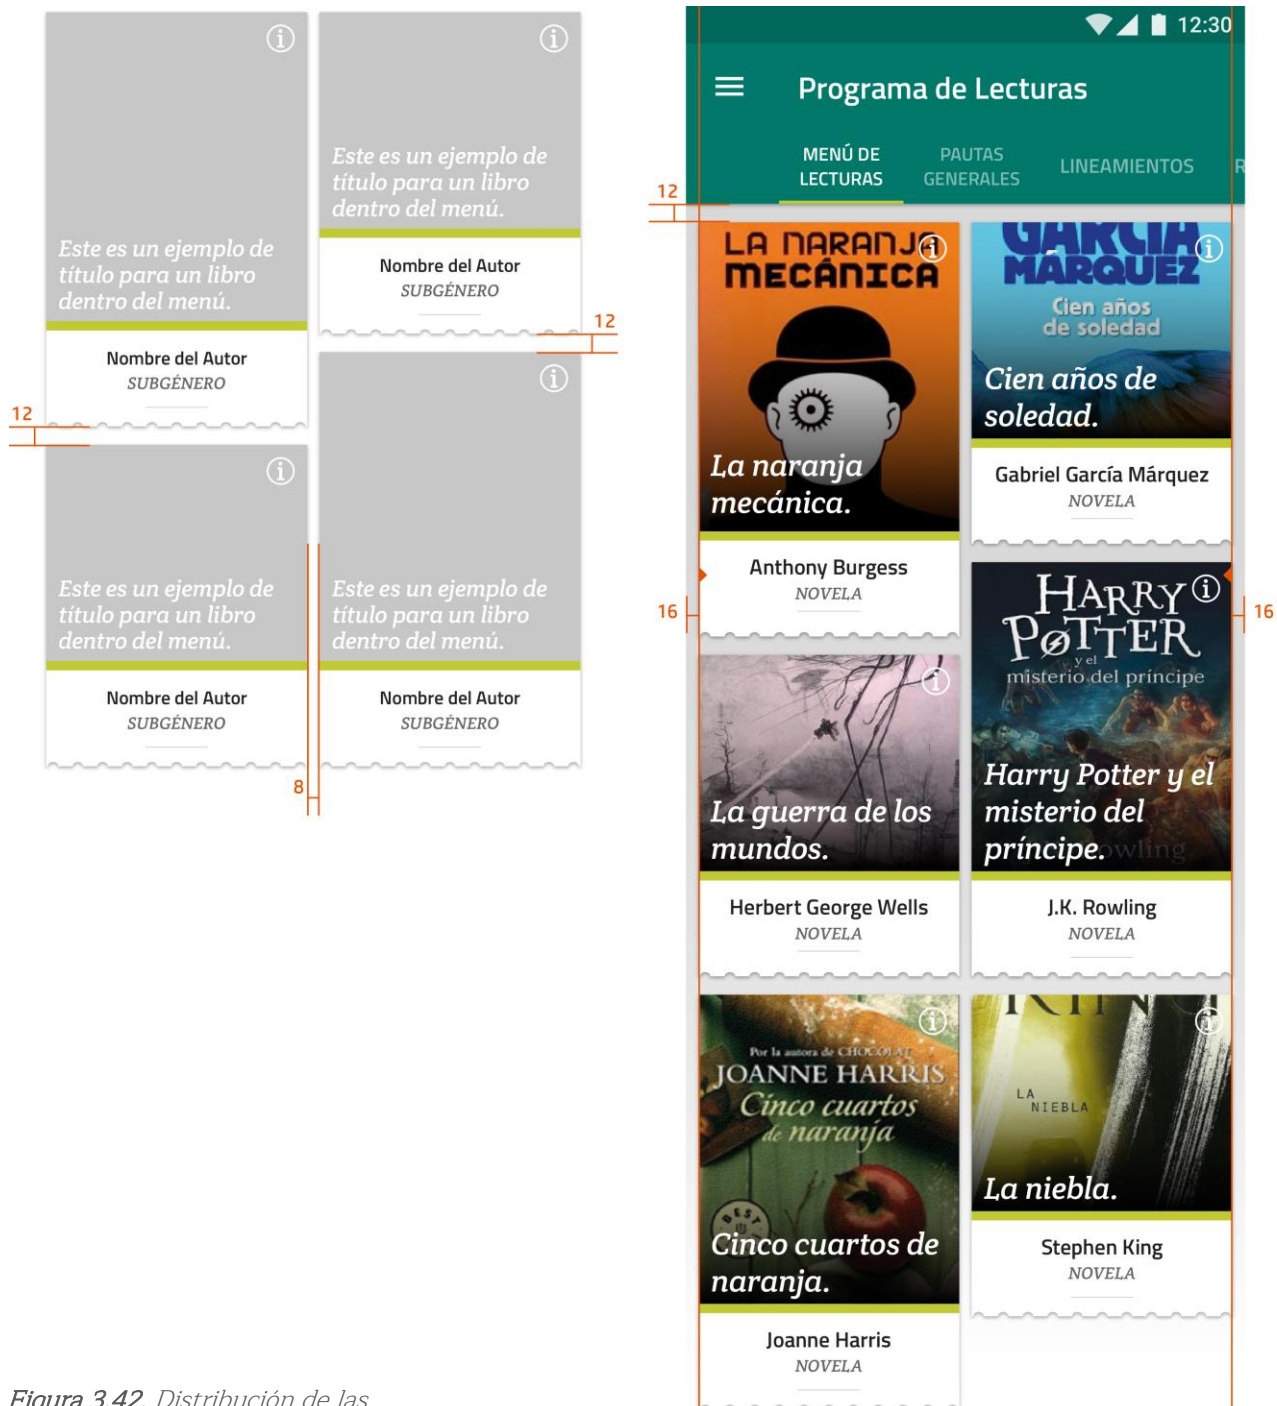 Este es un ejemplo de
título para un libro
dentro del menú.
Nombre del Autor
SUBGÉNERO
12
Este es un ejemplo de
título para un libro
dentro del menú.
Nombre del Autor
SUBGÉNERO
8
Este es un ejemplo de
título para un libro
dentro del menú.
Nombre del Autor
SUBGÉNERO
12
Este es un ejemplo de
título para un libro
dentro del menú.
Nombre del Autor
SUBGÉNERO
Figura 3.42. Distribución de las
12:30
Programa de Lecturas
MENÚ DE
LECTURAS
PAUTAS
GENERALES
LINEAMIENTOS
R
12
LA NARANJA
MECÁNICA
La naranja
mecánica.
Anthony Burgess
NOVELA
GARCÍA
MÁRQUEZ
Cien años
de soledad
Cien años de
soledad.
Gabriel García Márquez
NOVELA
16
16
La guerra de los
mundos.
Herbert George Wells
NOVELA
HARRY
POTTER
y el
misterio del príncipe
Harry Potter y el
misterio del
príncipe.
wling
J.K. Rowling
NOVELA
Por la autora de CHOCOLAT
JOANNE HARRIS
Cinco cuartos
de naranja
BEST
Cinco cuartos de
naranja.
Joanne Harris
NOVELA
KING
LA
NIEBLA
La niebla.
Stephen King
NOVELA